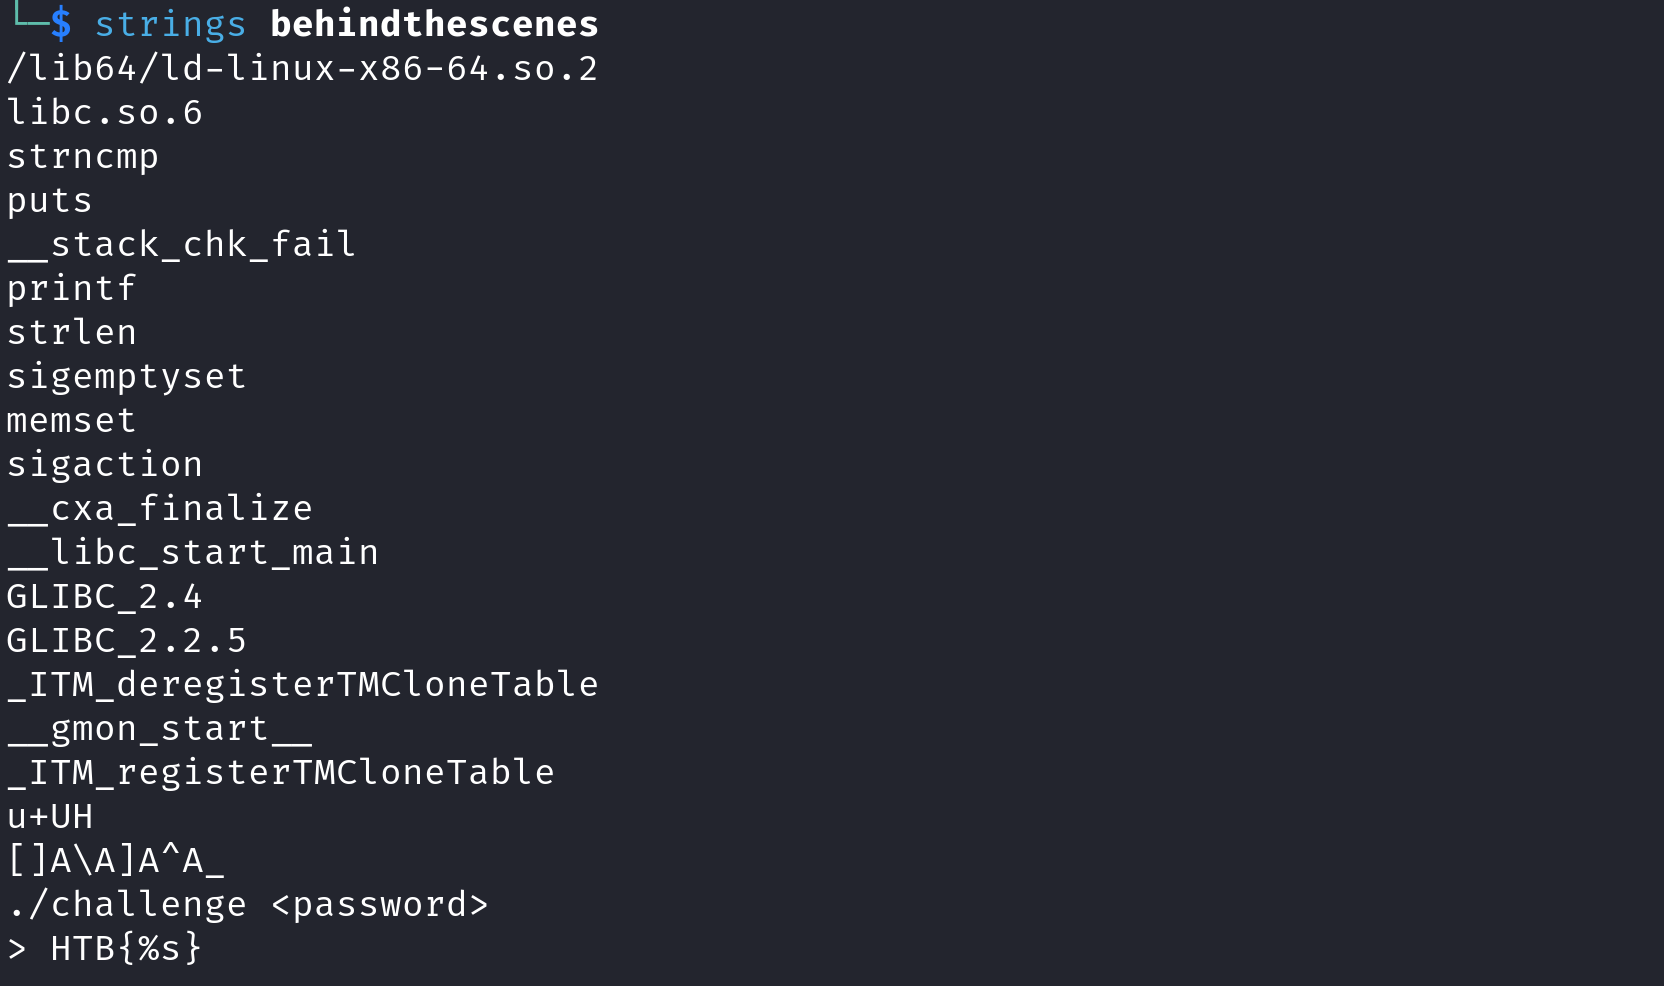 └─$ strings behindthescenes
/lib64/ld-linux-x86-64.so.2
libc.so.6
strncmp
puts
__stack_chk_fail
printf
strlen
sigemptyset
memset
sigaction
__cxa_finalize
__libc_start_main
GLIBC_2.4
GLIBC_2.2.5
_ITM_deregisterTMCloneTable
__gmon_start__
_ITM_registerTMCloneTable
u+UH
[]A\A]A^A_
./challenge <password>
> HTB{%s}